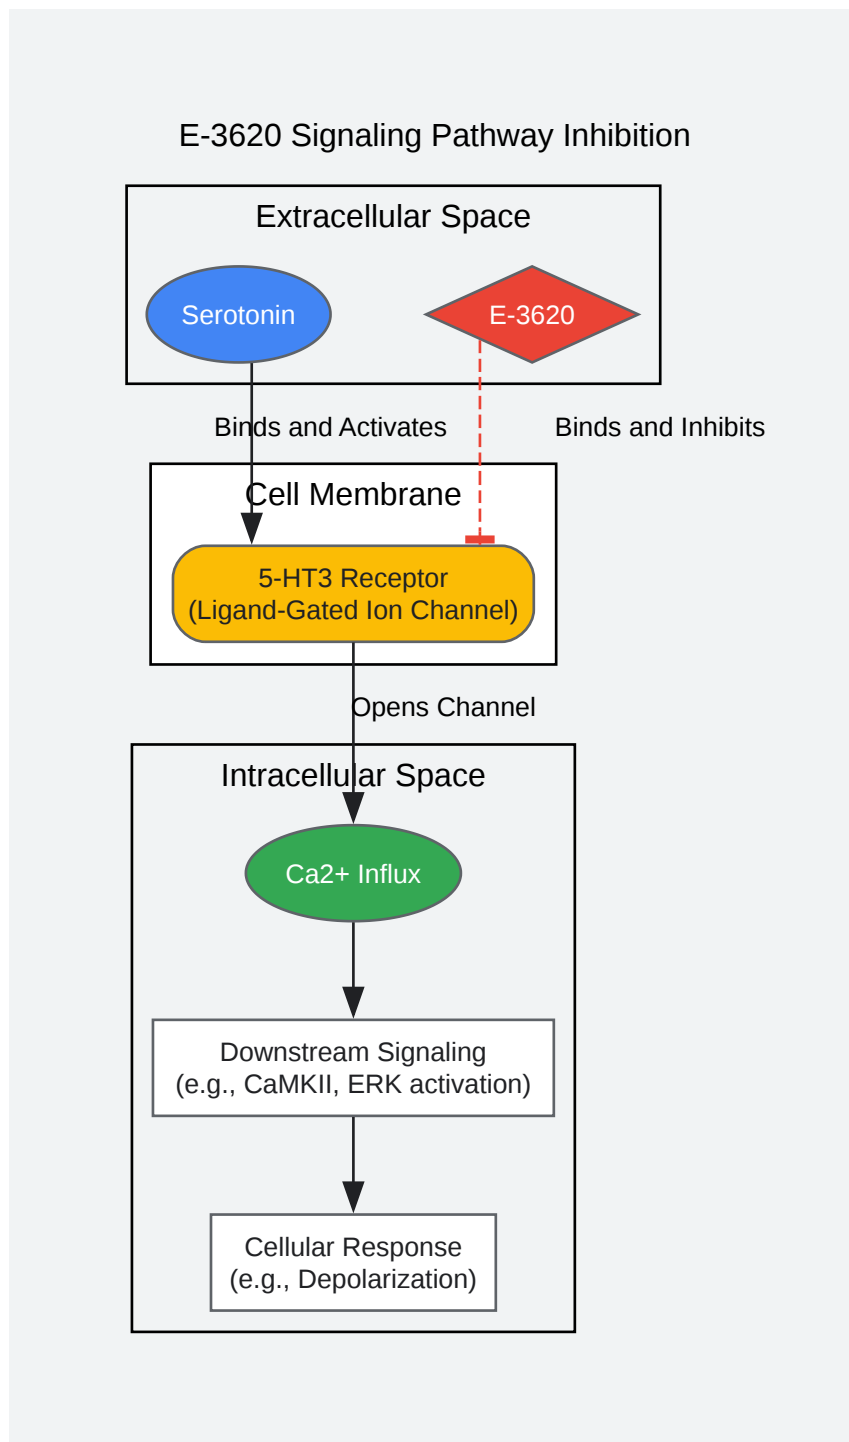 E-3620 Signaling Pathway Inhibition
Extracellular Space
Serotonin
E-3620
Binds and Activates
Binds and Inhibits
Cell Membrane
5-HT3 Receptor
(Ligand-Gated Ion Channel)
Opens Channel
Intracellular Space
Ca2+ Influx
Downstream Signaling
(e.g., CaMKII, ERK activation)
Cellular Response
(e.g., Depolarization)